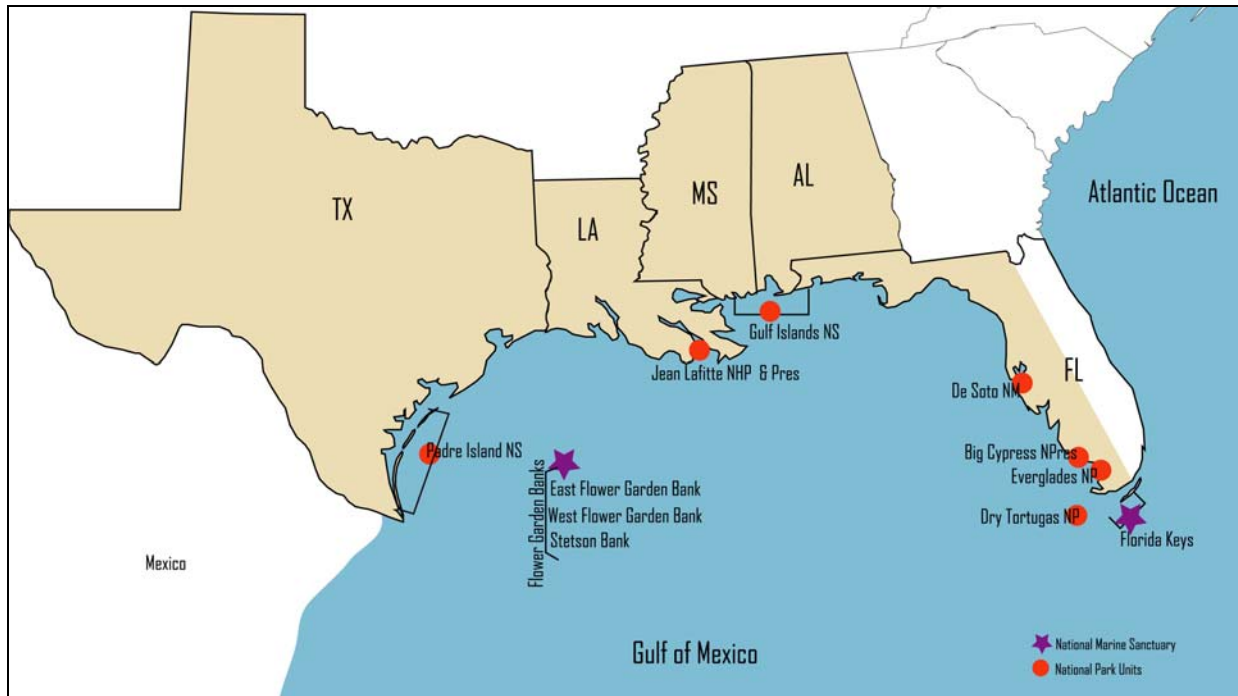 TX
LA
MS
AL
Atlantic Ocean
Gulf Islands NS
Jean Lafitte NHP & Pres
FL
De Soto NM
Padre Island NS
Big Cypress NPres
Everglades NP
Flower Garden Banks
East Flower Garden Bank
West Flower Garden Bank
Stetson Bank
Dry Tortugas NP
Florida Keys
Mexico
Gulf of Mexico
National Marine Sanctuary
National Park Units